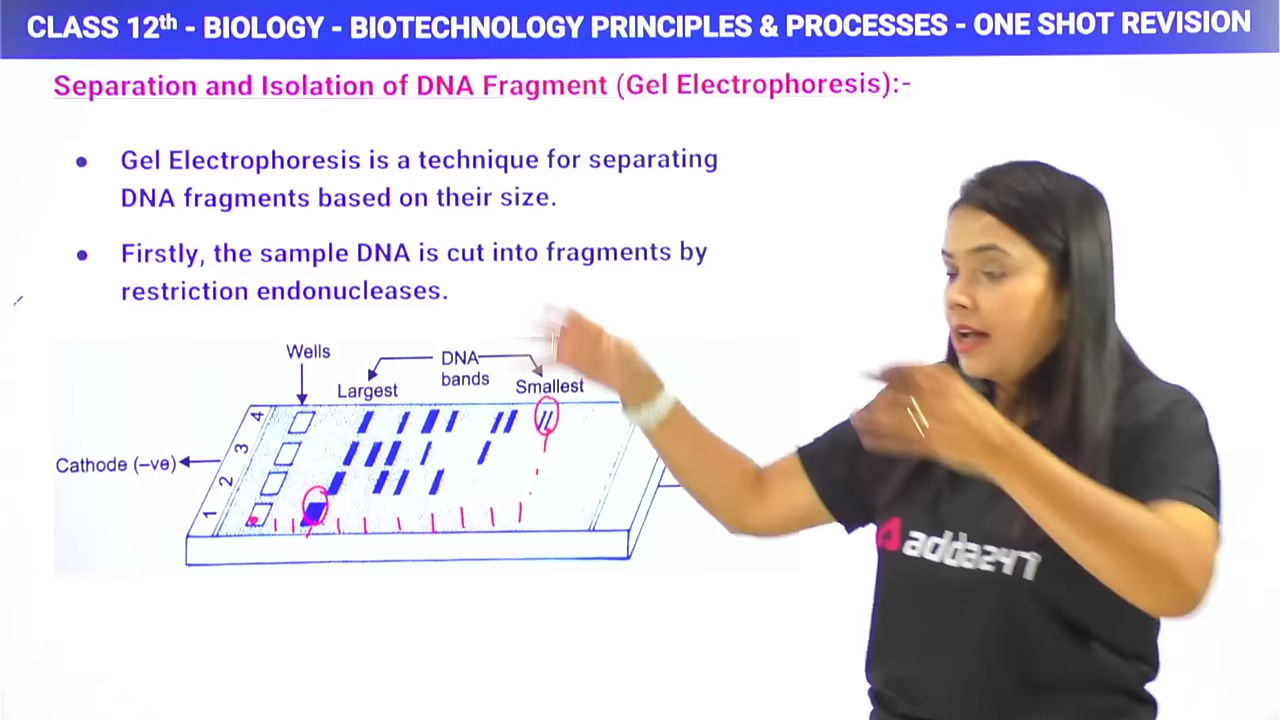 CLASS 12th - BIOLOGY - BIOTECHNOLOGY PRINCIPLES & PROCESSES - ONE SHOT REVISION
Separation and Isolation of DNA Fragment (Gel Electrophoresis):-
• Gel Electrophoresis is a technique for separating
DNA fragments based on their size.
• Firstly, the sample DNA is cut into fragments by
restriction endonucleases.
Wells
DNA
bands
Largest
Smallest
Cathode (–ve)
4
3
2
1
adda247